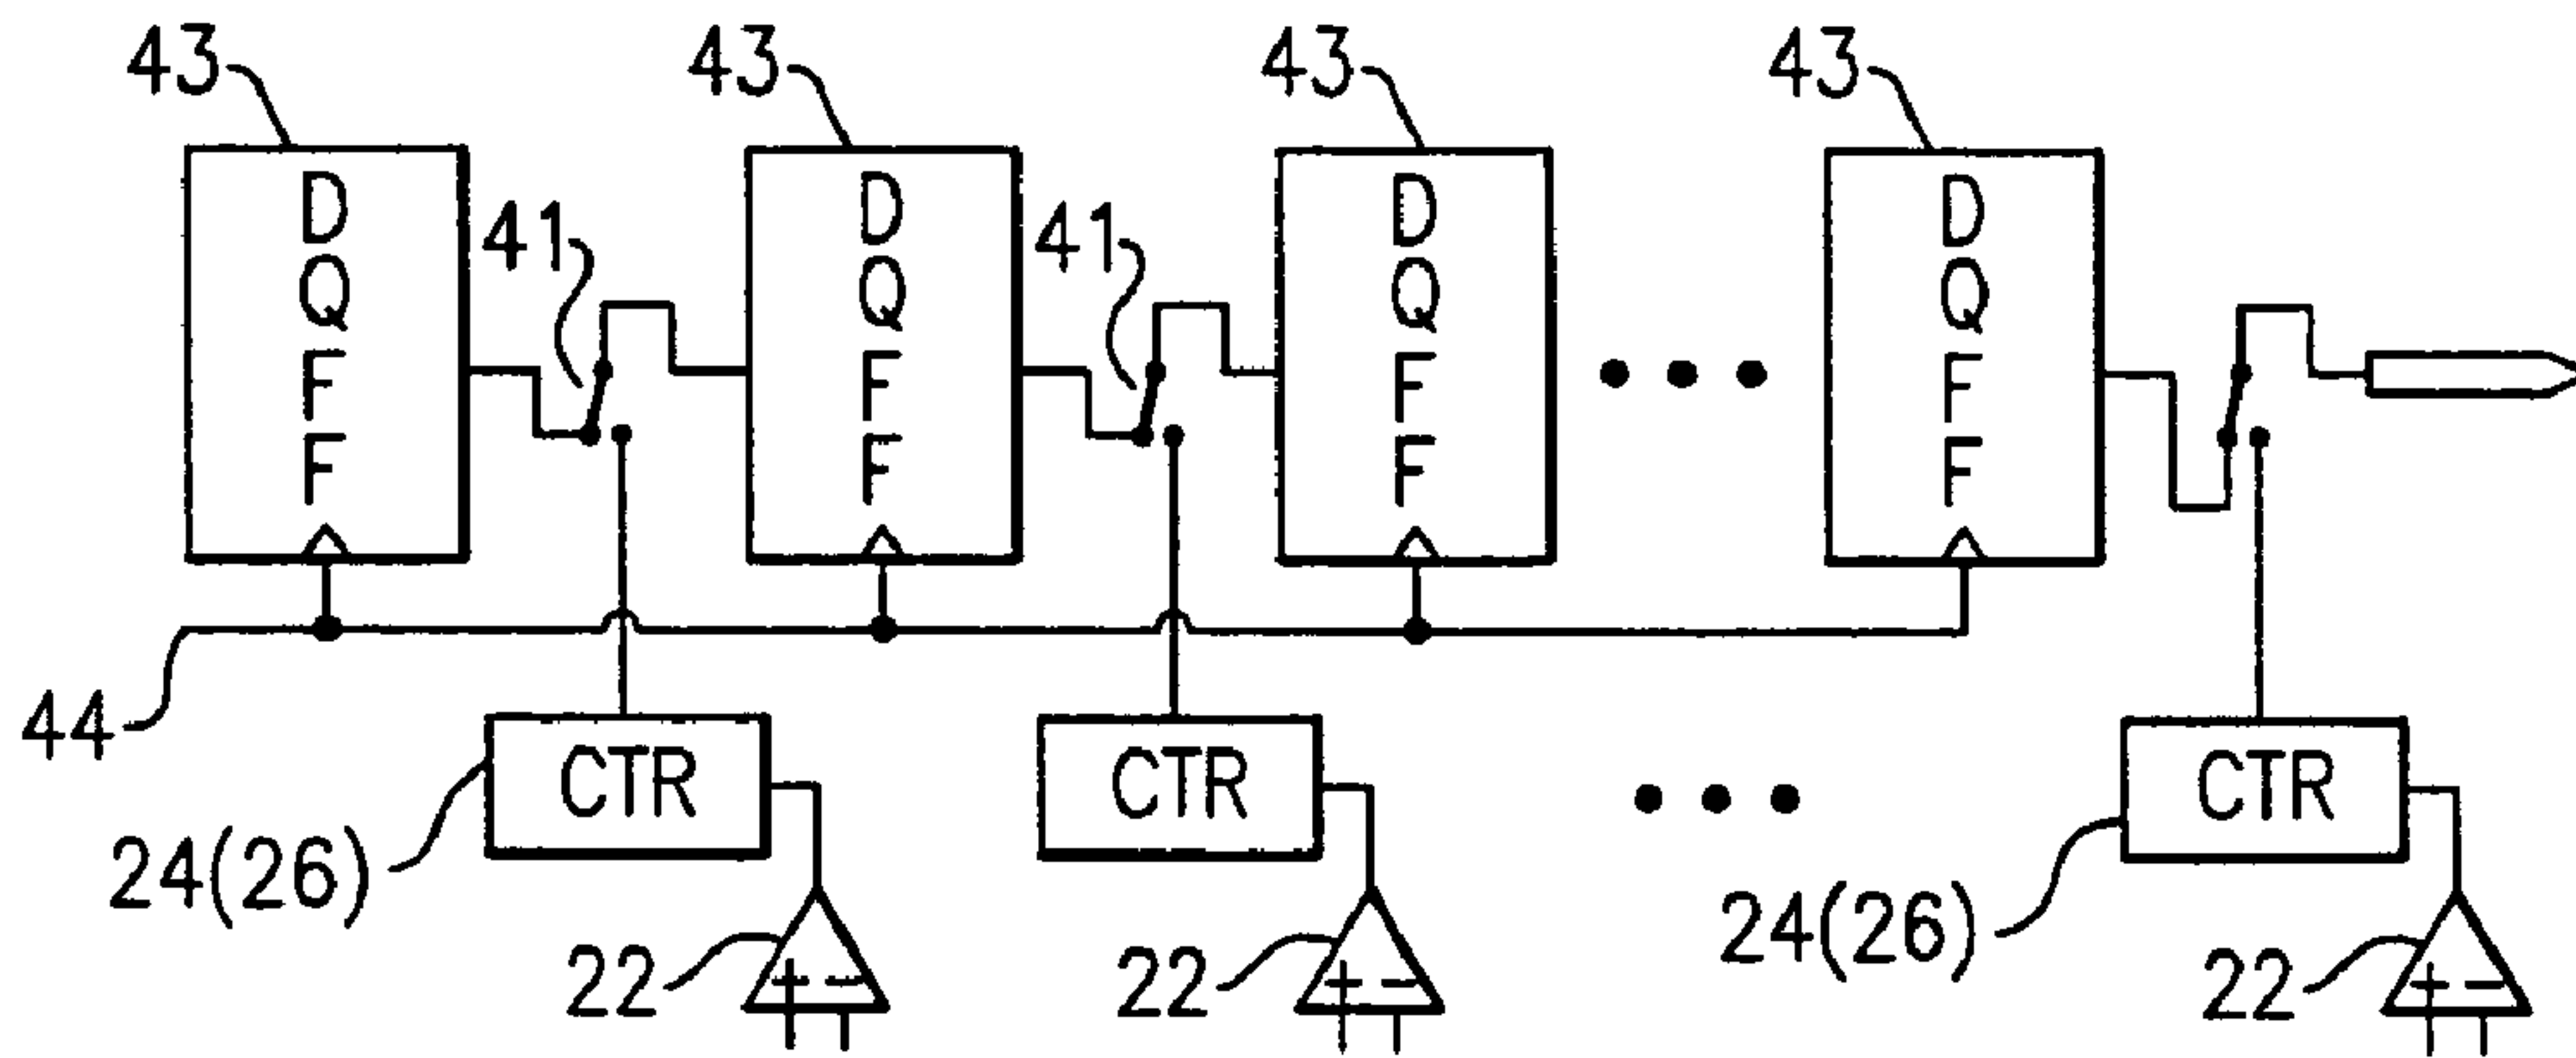 43 43 43 43
D D D D
Q Q Q Q
F F F F
F F F F
41 41
44
CTR CTR CTR
24(26) 24(26)
22 22 22